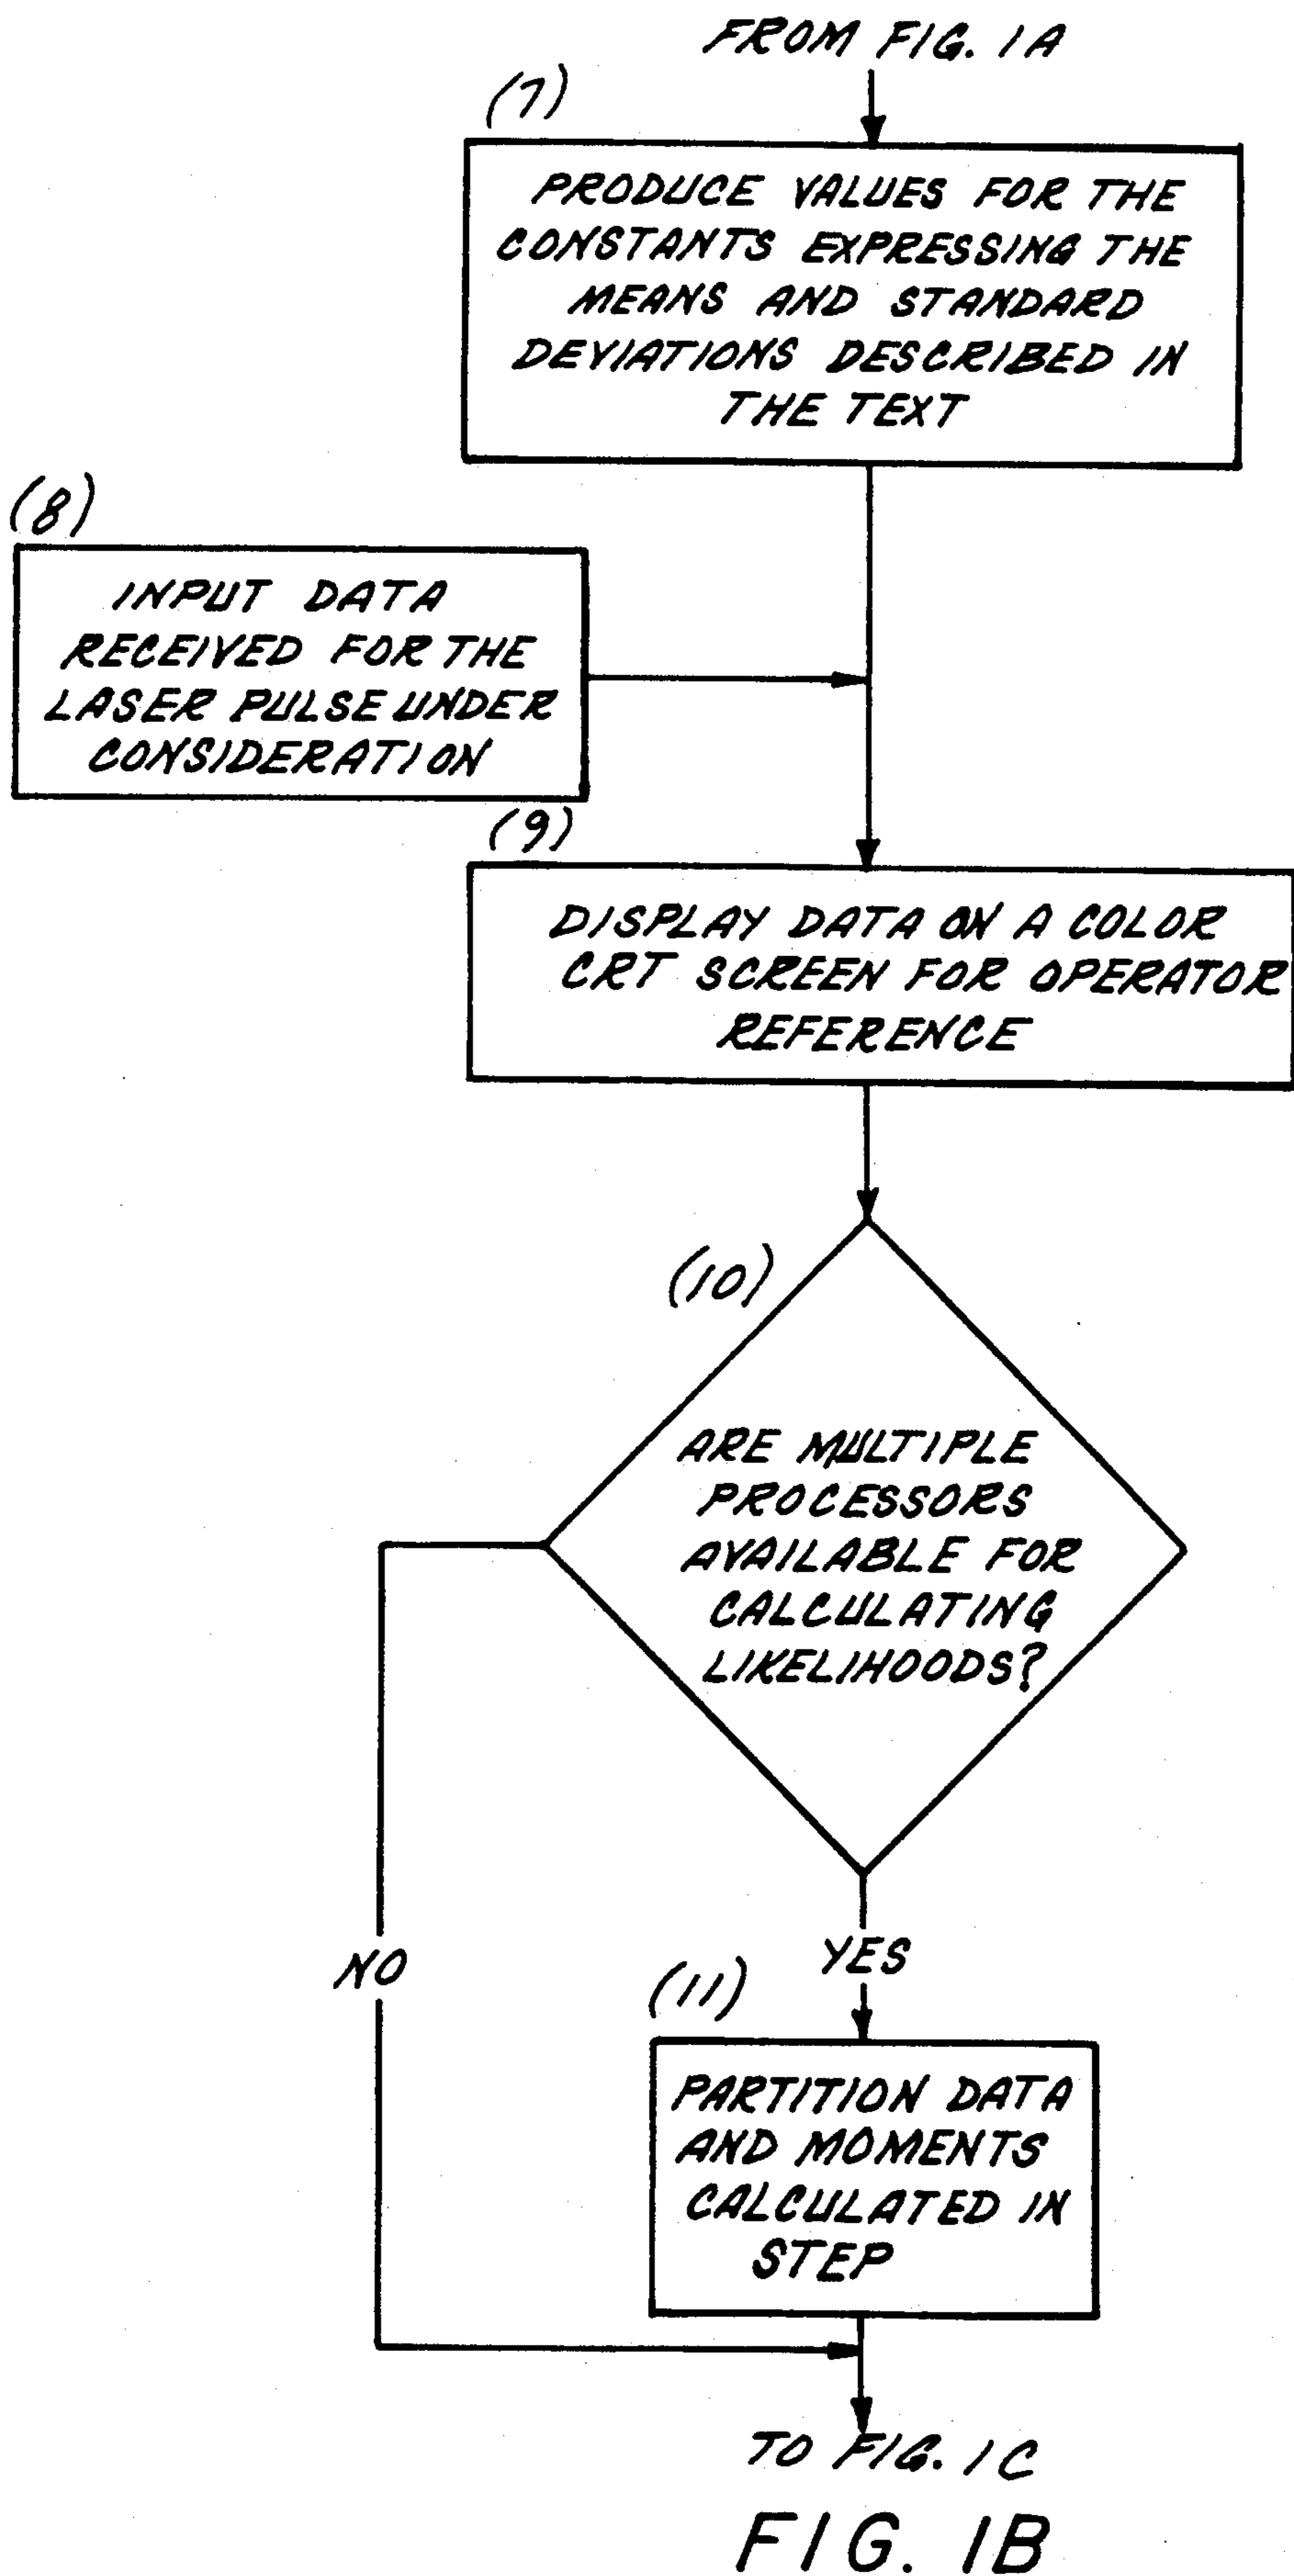 FROM FIG. 1A
(7)
PRODUCE VALUES FOR THE
CONSTANTS EXPRESSING THE
MEANS AND STANDARD
DEVIATIONS DESCRIBED IN
THE TEXT
(8)
INPUT DATA
RECEIVED FOR THE
LASER PULSE UNDER
CONSIDERATION
(9)
DISPLAY DATA ON A COLOR
CRT SCREEN FOR OPERATOR
REFERENCE
(10)
ARE MULTIPLE
PROCESSORS
AVAILABLE FOR
CALCULATING
LIKELIHOODS?
NO
YES
(11)
PARTITION DATA
AND MOMENTS
CALCULATED IN
STEP
TO FIG. 1C
FIG. 1B